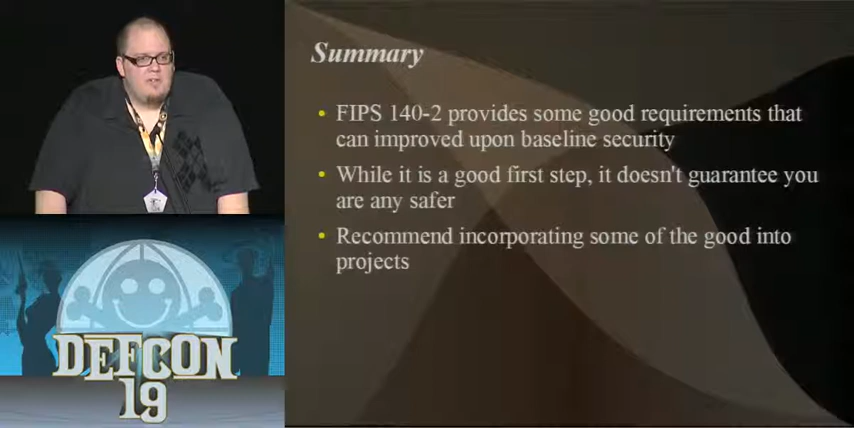 Summary
• FIPS 140-2 provides some good requirements that
can improved upon baseline security
• While it is a good first step, it doesn't guarantee you
are any safer
• Recommend incorporating some of the good into
projects
DEFCON
19